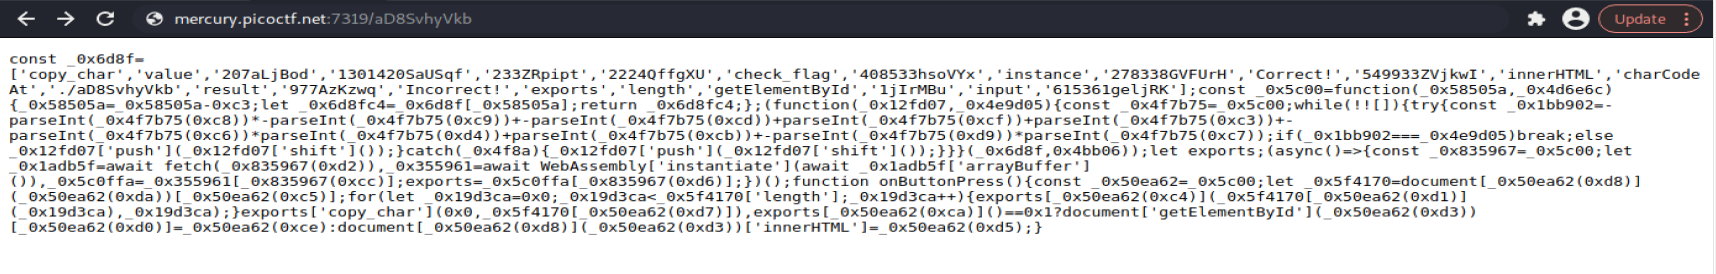 mercury.picoctf.net:7319/aD8SvhyVkb
Update
const _0x6d8f=
['copy_char','value','207aLjBod','1301420SaUSqf','233ZRpipt','2224QffgXU','check_flag','408533hsoVYx','instance','278338GVFUrH','Correct!','549933ZVjkwI','innerHTML','charCode
At','./aD8SvhyVkb','result','977AzKzwq','Incorrect!','exports','length','getElementById','1jIrMBu','input','615361geljRK'];const _0x5c00=function(_0x58505a,_0x4d6e6c)
{_0x58505a=_0x58505a-0xc3;let _0x6d8fc4=_0x6d8f[_0x58505a];return _0x6d8fc4;};(function(_0x12fd07,_0x4e9d05){const _0x4f7b75=_0x5c00;while(!![]){try{const _0x1bb902=-
parseInt(_0x4f7b75(0xc8))*-parseInt(_0x4f7b75(0xc9))+-parseInt(_0x4f7b75(0xcd))+parseInt(_0x4f7b75(0xcf))+parseInt(_0x4f7b75(0xc3))+-
parseInt(_0x4f7b75(0xc6))*parseInt(_0x4f7b75(0xd4))+parseInt(_0x4f7b75(0xcb))+-parseInt(_0x4f7b75(0xd9))*parseInt(_0x4f7b75(0xc7));if(_0x1bb902===_0x4e9d05)break;else
_0x12fd07['push'](_0x12fd07['shift']());}catch(_0x4f8a){_0x12fd07['push'](_0x12fd07['shift']());}}}(_0x6d8f,0x4bb06));let exports;(async()=>{const _0x835967=_0x5c00;let
_0x1adb5f=await fetch(_0x835967(0xd2)),_0x355961=await WebAssembly['instantiate'](await _0x1adb5f['arrayBuffer']
()),_0x5c0ffa=_0x355961[_0x835967(0xcc)];exports=_0x5c0ffa[_0x835967(0xd6)];})();function onButtonPress(){const _0x50ea62=_0x5c00;let _0x5f4170=document[_0x50ea62(0xd8)]
(_0x50ea62(0xda))[_0x50ea62(0xc5)];for(let _0x19d3ca=0x0;_0x19d3ca<_0x5f4170['length'];_0x19d3ca++){exports[_0x50ea62(0xc4)](_0x5f4170[_0x50ea62(0xd1)]
(_0x19d3ca),_0x19d3ca);}exports['copy_char'](0x0,_0x5f4170[_0x50ea62(0xd7)]),exports[_0x50ea62(0xca)]()==0x1?document['getElementById'](_0x50ea62(0xd3))
[_0x50ea62(0xd0)]=_0x50ea62(0xce):document[_0x50ea62(0xd8)](_0x50ea62(0xd3))['innerHTML']=_0x50ea62(0xd5);}